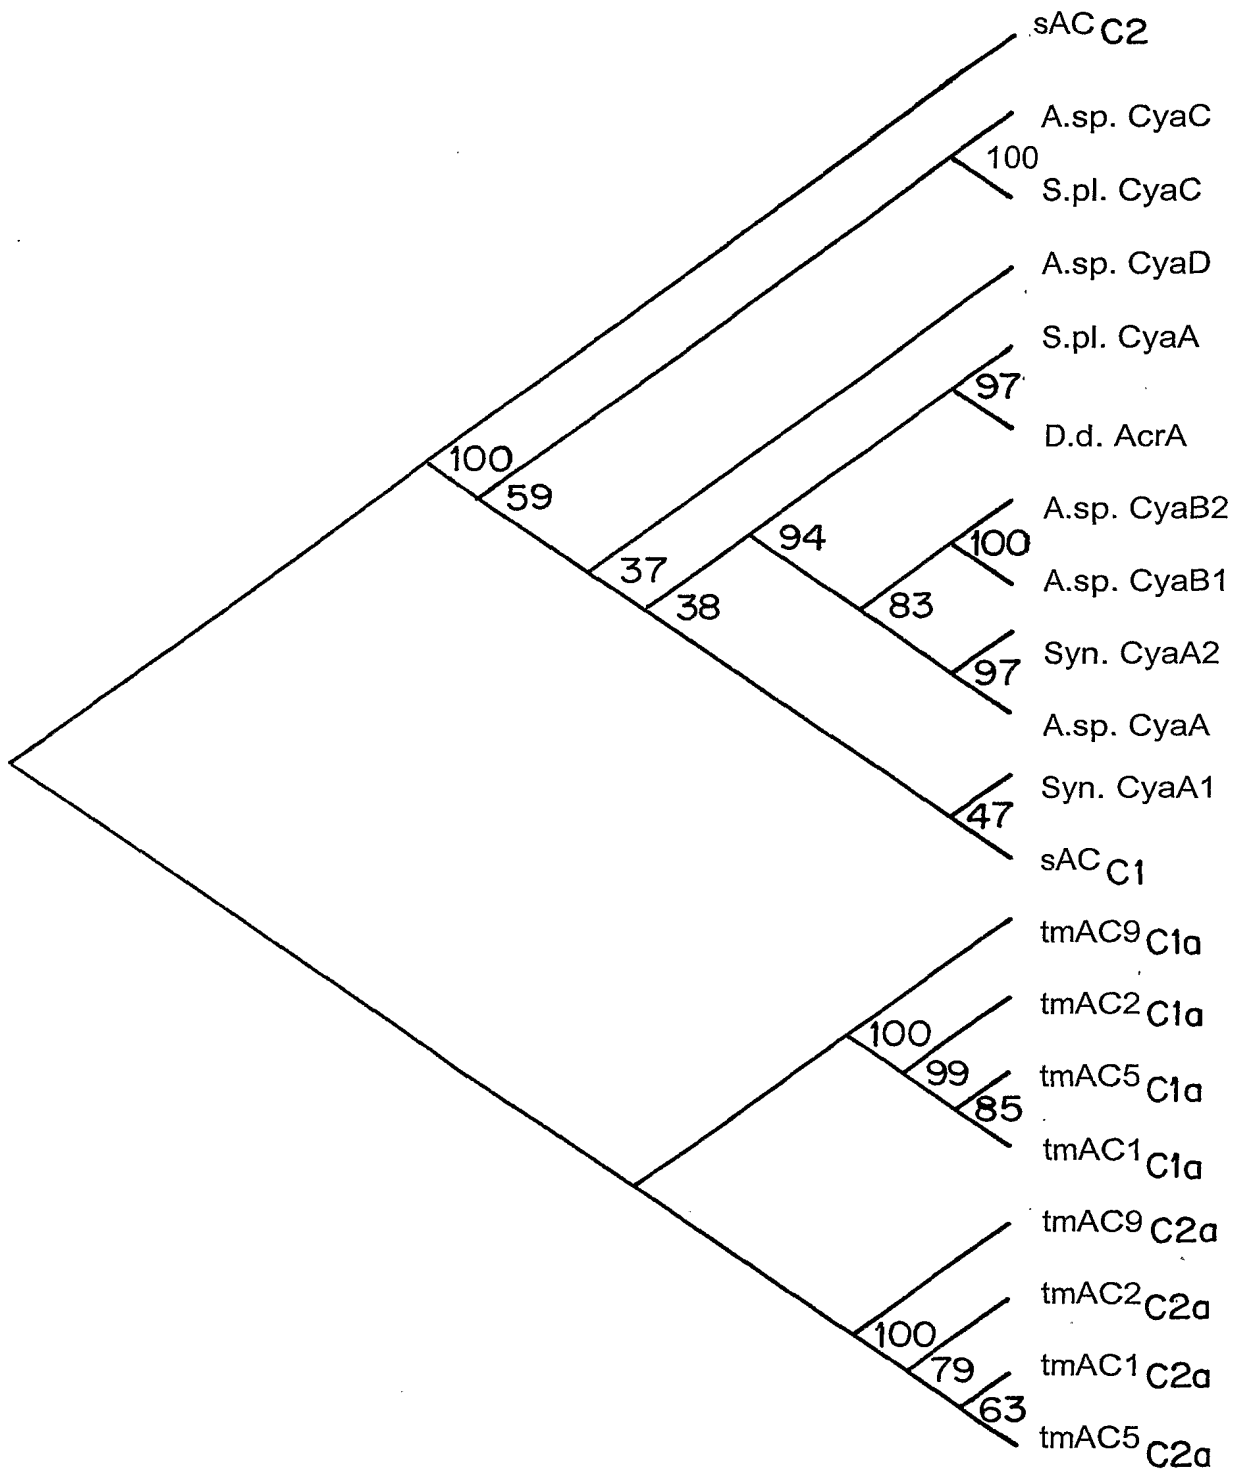 sAC C2
A.sp. CyaC
100
S.pl. CyaC
A.sp. CyaD
S.pl. CyaA
97
D.d. AcrA
100
59
A.sp. CyaB2
94
100
37
A.sp. CyaB1
38
83
Syn. CyaA2
97
A.sp. CyaA
Syn. CyaA1
47
sAC C1
tmAC9 C1a
tmAC2 C1a
100
99
tmAC5 C1a
85
tmAC1 C1a
tmAC9 C2a
tmAC2 C2a
100
79
tmAC1 C2a
63
tmAC5 C2a